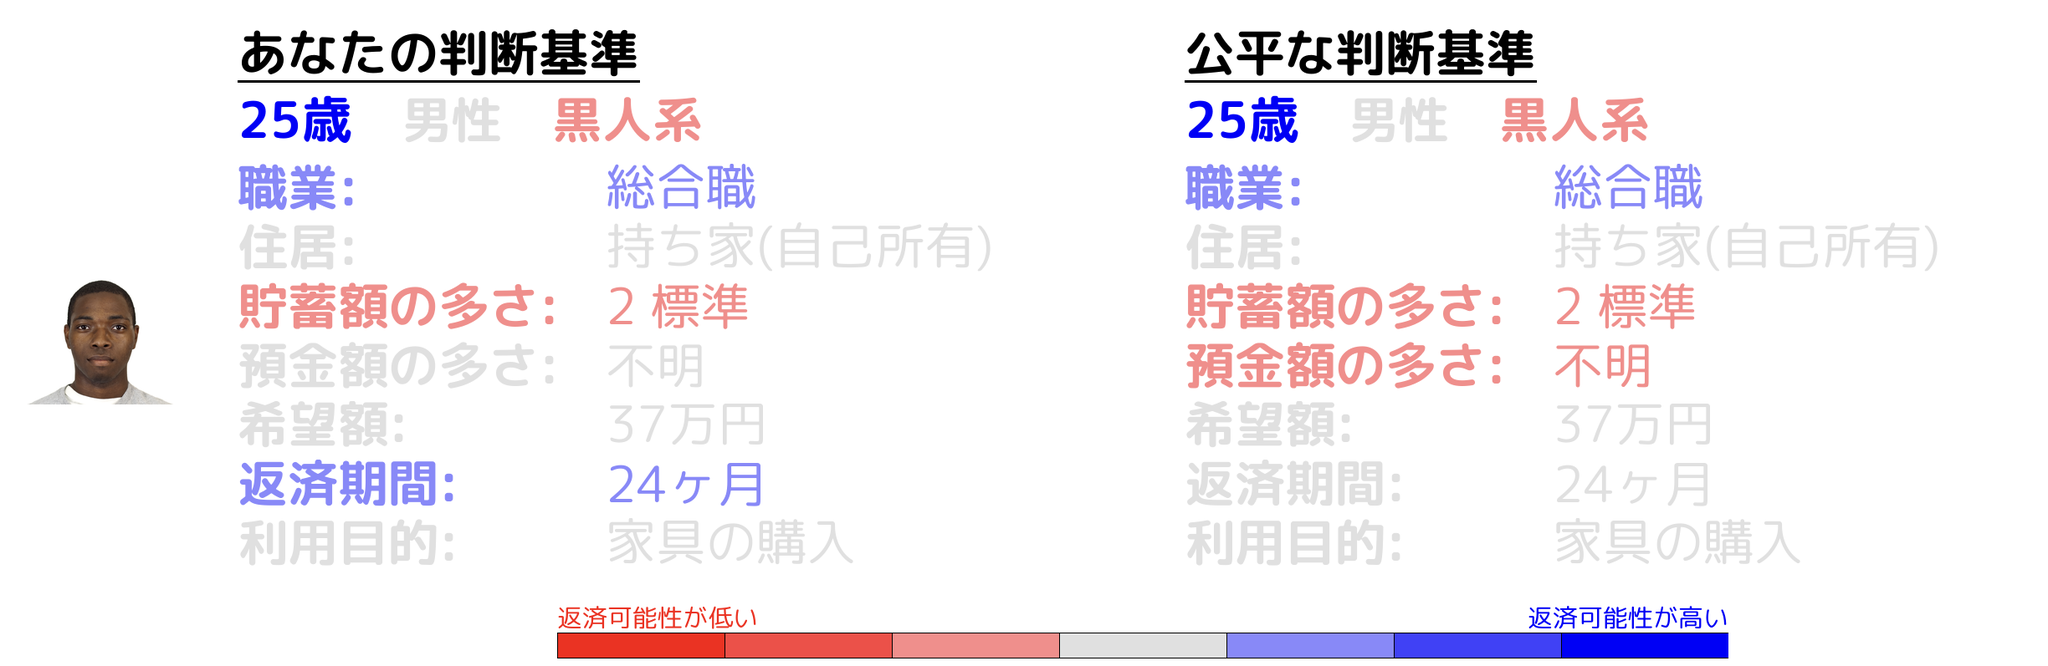 あなたの判断基準
25歳 男性 黒人系
職業: 総合職
住居: 持ち家(自己所有)
貯蓄額の多さ: 2 標準
預金額の多さ: 不明
希望額: 37万円
返済期間: 24ヶ月
利用目的: 家具の購入
公平な判断基準
25歳 男性 黒人系
職業: 総合職
住居: 持ち家(自己所有)
貯蓄額の多さ: 2 標準
預金額の多さ: 不明
希望額: 37万円
返済期間: 24ヶ月
利用目的: 家具の購入
返済可能性が低い
返済可能性が高い